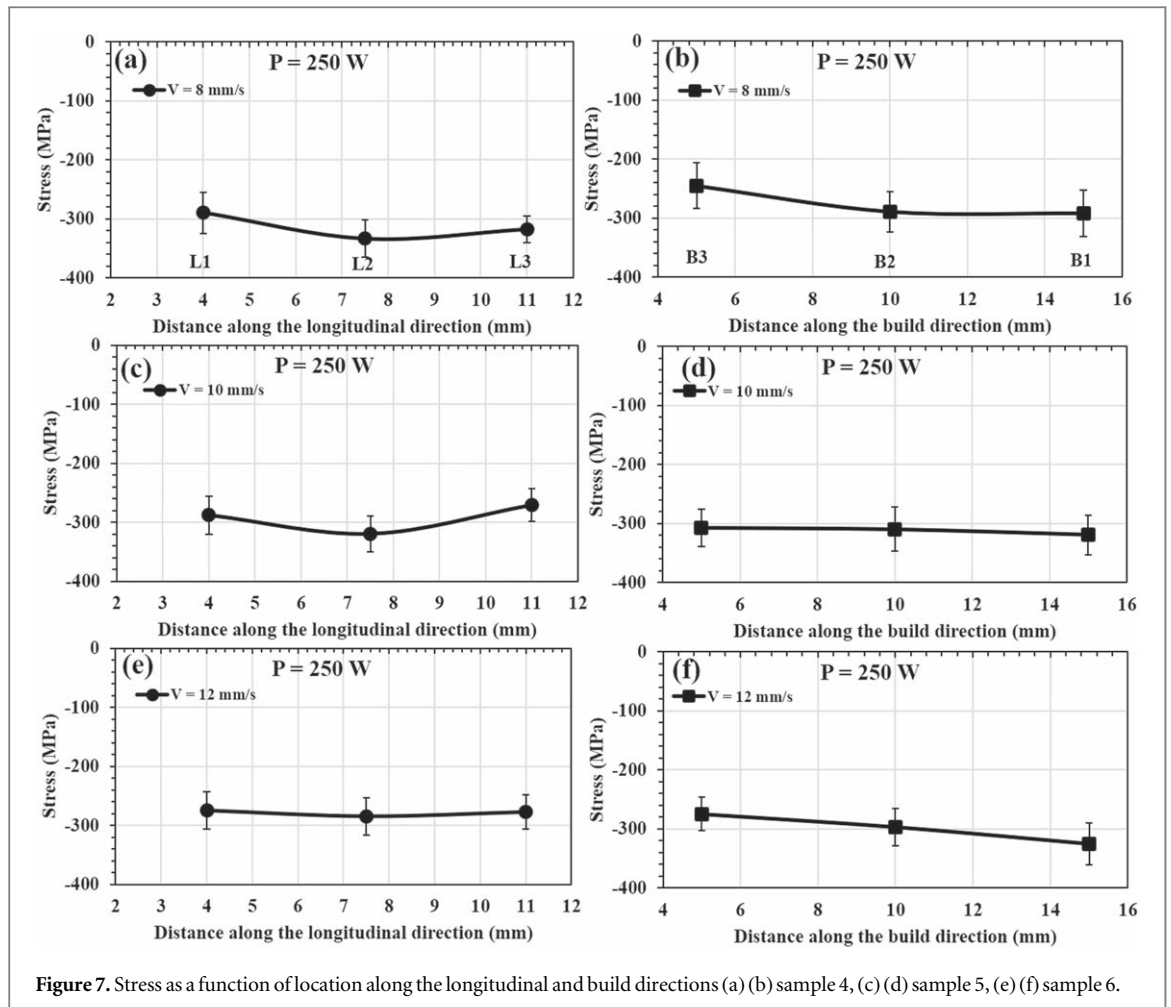 (a)
P = 250 W
V = 8 mm/s
Stress (MPa)
0
-100
-200
-300
-400
L1 L2 L3
2 3 4 5 6 7 8 9 10 11 12
Distance along the longitudinal direction (mm)
(b)
P = 250 W
V = 8 mm/s
Stress (MPa)
0
-100
-200
-300
-400
B3 B2 B1
4 6 8 10 12 14 16
Distance along the build direction (mm)
(c)
P = 250 W
V = 10 mm/s
Stress (MPa)
0
-100
-200
-300
-400
2 3 4 5 6 7 8 9 10 11 12
Distance along the longitudinal direction (mm)
(d)
P = 250 W
V = 10 mm/s
Stress (MPa)
0
-100
-200
-300
-400
4 6 8 10 12 14 16
Distance along the build direction (mm)
(e)
P = 250 W
V = 12 mm/s
Stress (MPa)
0
-100
-200
-300
-400
2 3 4 5 6 7 8 9 10 11 12
Distance along the longitudinal direction (mm)
(f)
P = 250 W
V = 12 mm/s
Stress (MPa)
0
-100
-200
-300
-400
4 6 8 10 12 14 16
Distance along the build direction (mm)
Figure 7. Stress as a function of location along the longitudinal and build directions (a) (b) sample 4, (c) (d) sample 5, (e) (f) sample 6.